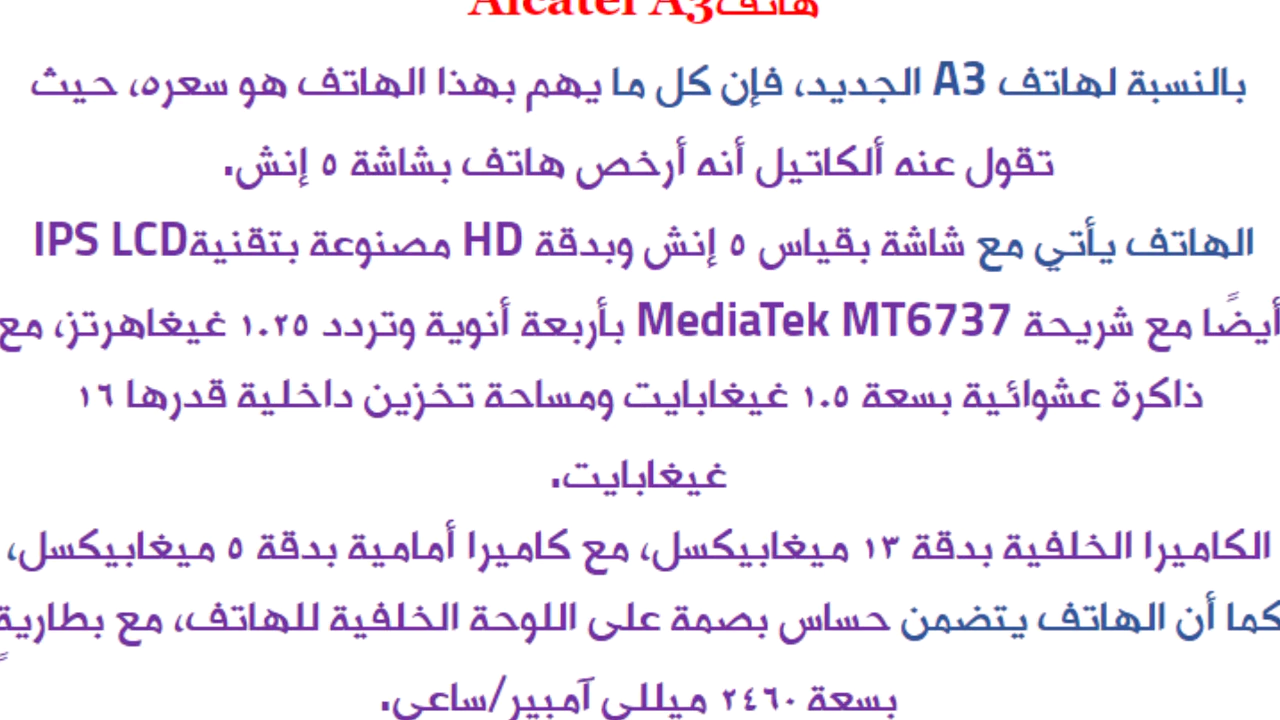 هاتف Alcatel A3
بالنسبة لهاتف A3 الجديد، فإن كل ما يهم بهذا الهاتف هو سعره، حيث
تقول عنه ألكاتيل أنه أرخص هاتف بشاشة ٥ إنش.
الهاتف يأتي مع شاشة بقياس ٥ إنش وبدقة HD مصنوعة بتقنية IPS LCD
أيضًا مع شريحة MediaTek MT6737 بأربعة أنوية وتردد ١.٢٥ غيغاهرتز، مع
ذاكرة عشوائية بسعة ١.٥ غيغابايت ومساحة تخزين داخلية قدرها ١٦
غيغابايت.
الكاميرا الخلفية بدقة ١٣ ميغابيكسل، مع كاميرا أمامية بدقة ٥ ميغابيكسل،
كما أن الهاتف يتضمن حساس بصمة على اللوحة الخلفية للهاتف، مع بطارية
بسعة ٢٤٦٠ ميللي آمبير/ساعي.